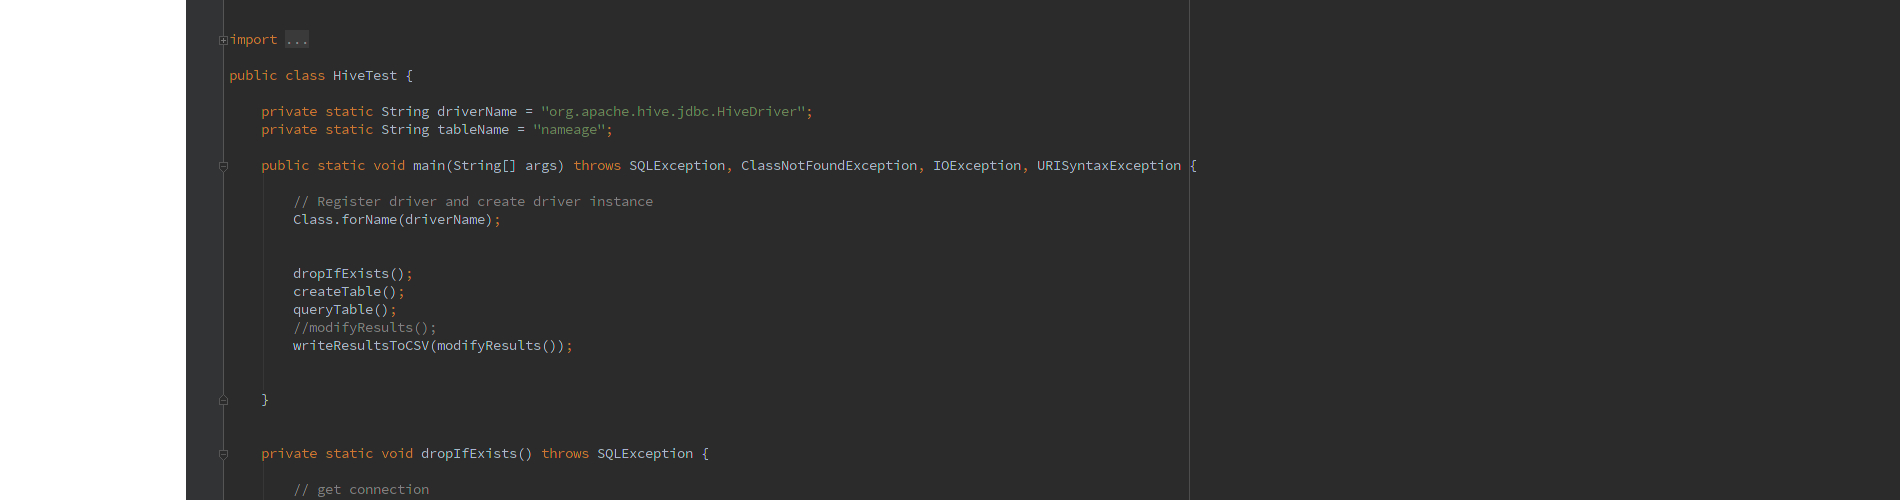 import ...
public class HiveTest {
private static String driverName = "org.apache.hive.jdbc.HiveDriver";
private static String tableName = "nameage";
public static void main(String[] args) throws SQLException, ClassNotFoundException, IOException, URISyntaxException {
// Register driver and create driver instance
Class.forName(driverName);
dropIfExists();
createTable();
queryTable();
//modifyResults();
writeResultsToCSV(modifyResults());
}
private static void dropIfExists() throws SQLException {
// get connection